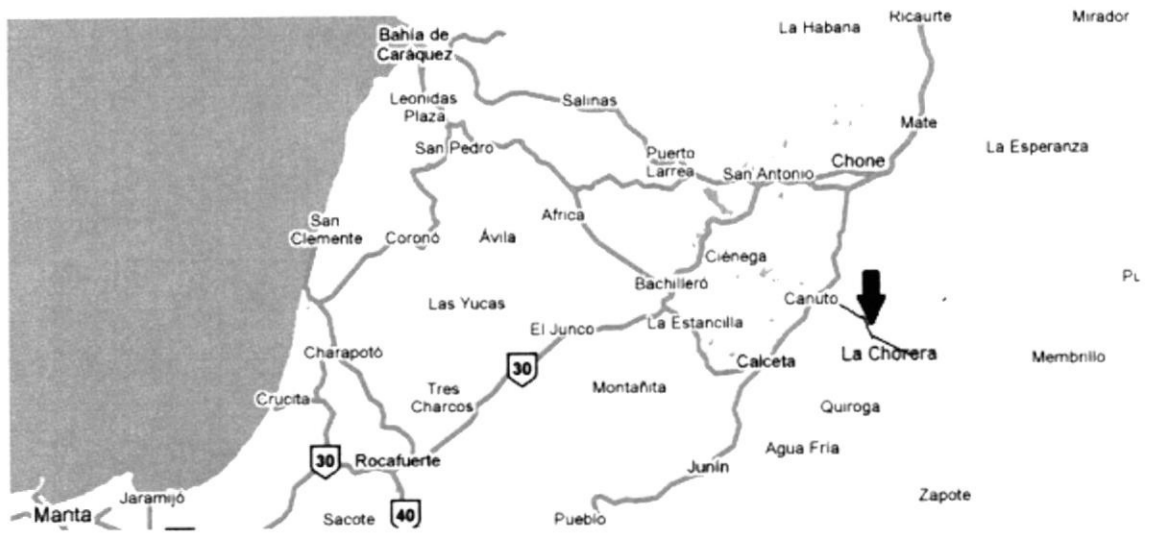 Ricaurte
Mirador
La Habana
Bahía de
Caráquez
Leonidas
Plaza
Salinas
Mate
La Esperanza
San Pedro
Puerto
Larrea
San Antonio
Chone
Africa
San
Clemente
Coronó
Ávila
Ciénega
Bachilleró
Canuto
Las Yucas
El Junco
La Estancilla
La Chorera
Membrillo
Charapotó
30
Calceta
Crucita
Tres
Charcos
Montañita
Quiroga
Agua Fría
30
Rocafuerte
Junín
Jaramijó
Zapote
Manta
Sacote
40
Pueblo